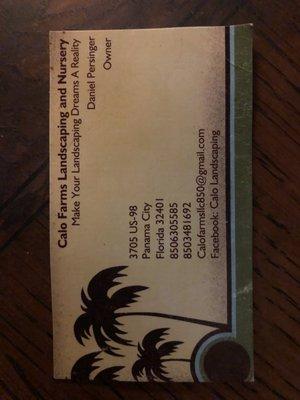 Calo Farms Landscaping and Nursery
Make Your Landscaping Dreams A Reality
Daniel Persinger
Owner
3705 US-98
Panama City
Florida 32401
8506305585
8503481692
Calofarmsllc850@gmail.com
Facebook: Calo Landscaping